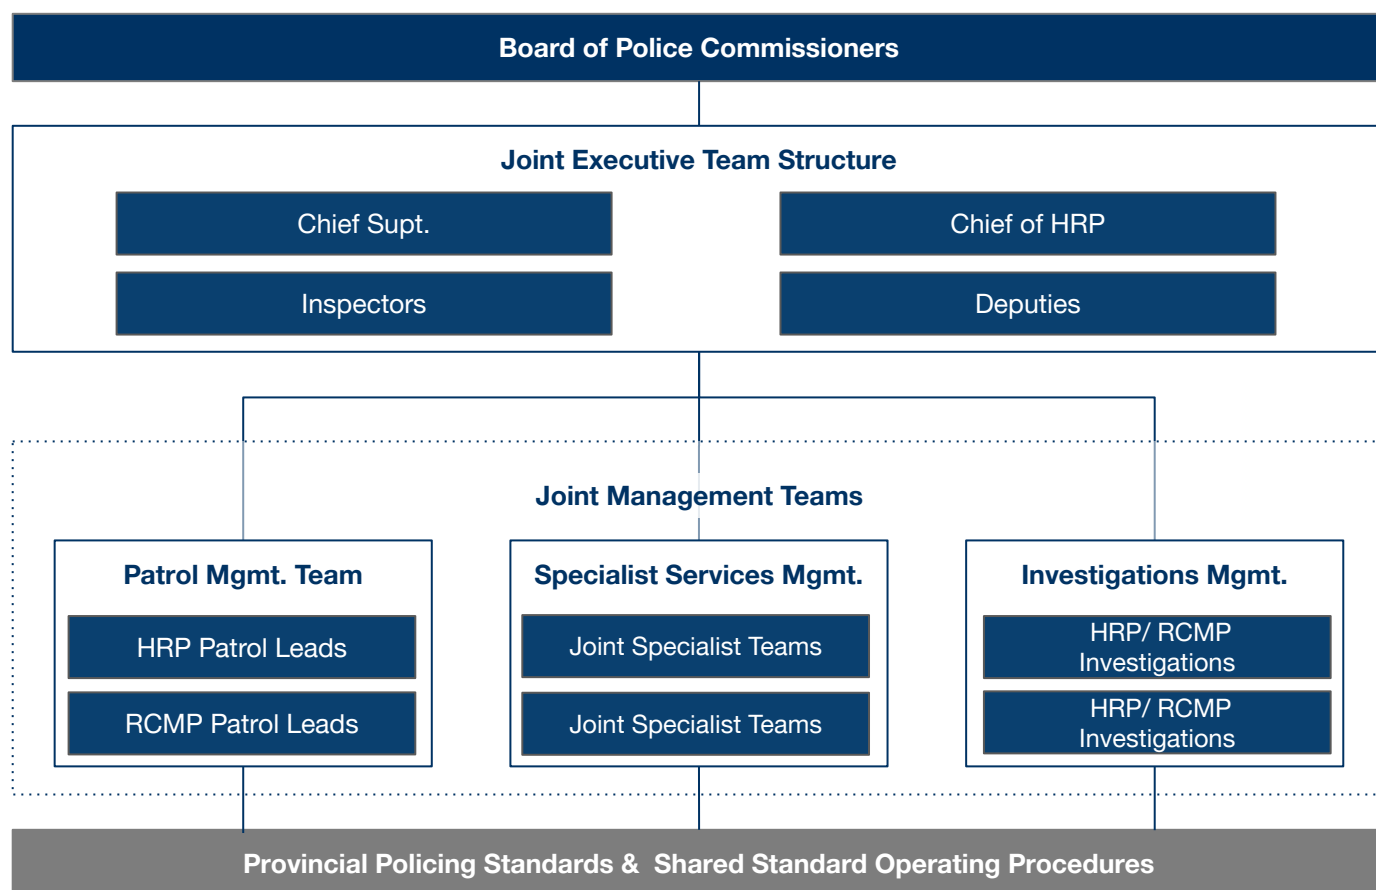 Board of Police Commissioners
Joint Executive Team Structure
Chief Supt.
Chief of HRP
Inspectors
Deputies
Joint Management Teams
Patrol Mgmt. Team
HRP Patrol Leads
RCMP Patrol Leads
Specialist Services Mgmt.
Joint Specialist Teams
Joint Specialist Teams
Investigations Mgmt.
HRP/ RCMP
Investigations
HRP/ RCMP
Investigations
Provincial Policing Standards &  Shared Standard Operating Procedures